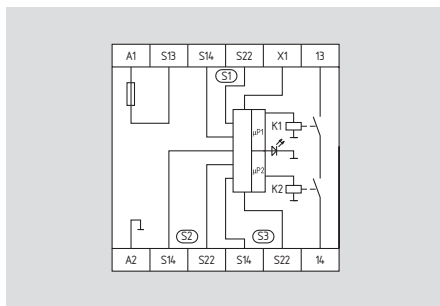 A1 S13 S14 S22 X1 13
S1
µP1
K1
µP2
K2
S2 S3
A2 S14 S22 S14 S22 14